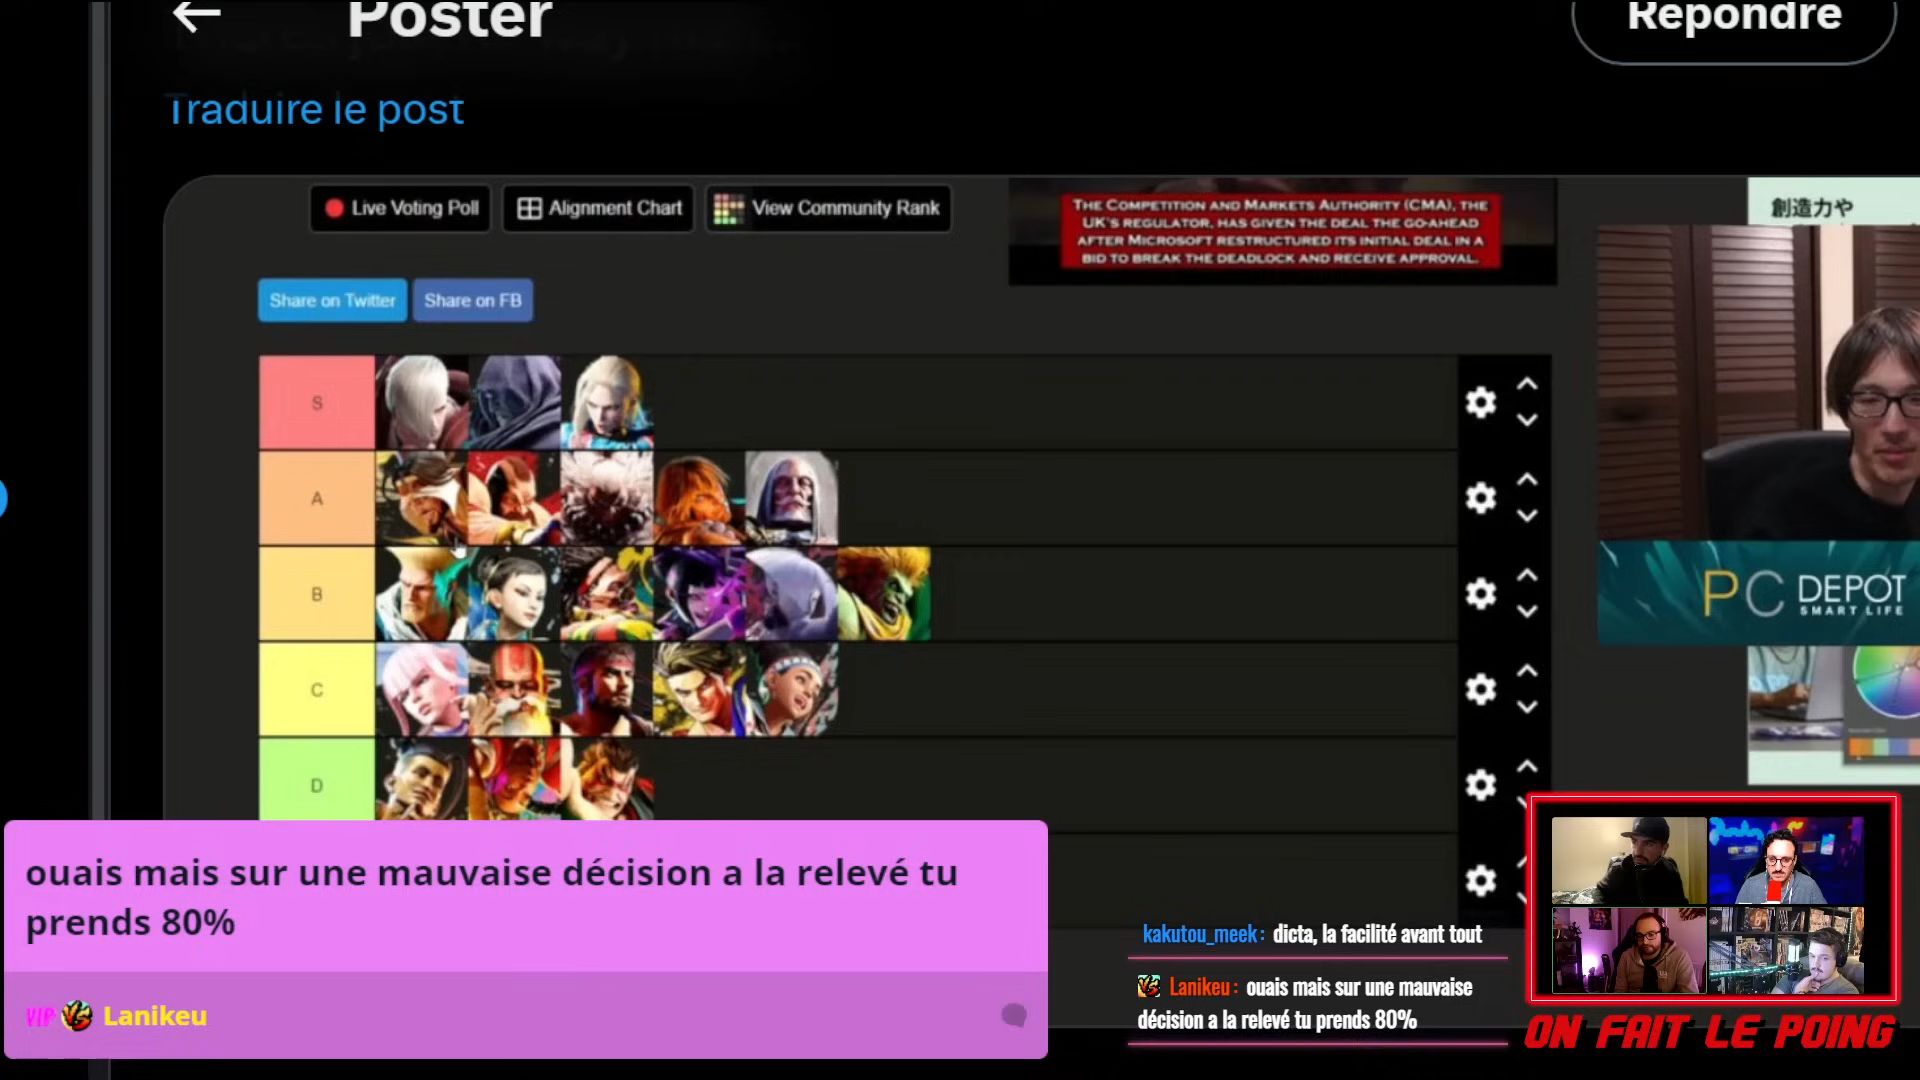 Poster
Répondre
Traduire le post
Live Voting Poll
Alignment Chart
View Community Rank
THE COMPETITION AND MARKETS AUTHORITY (CMA), THE
UK'S REGULATOR, HAS GIVEN THE DEAL THE GO-AHEAD
AFTER MICROSOFT RESTRUCTURED ITS INITIAL DEAL IN A
BID TO BREAK THE DEADLOCK AND RECEIVE APPROVAL.
創造力や
Share on Twitter
Share on FB
S
A
B
C
D
PC DEPOT
SMART LIFE
ouais mais sur une mauvaise décision a la relevé tu
prends 80%
VIP Lanikeu
kakutou_meek : dicta, la facilité avant tout
Lanikeu : ouais mais sur une mauvaise
décision a la relevé tu prends 80%
ON FAIT LE POING